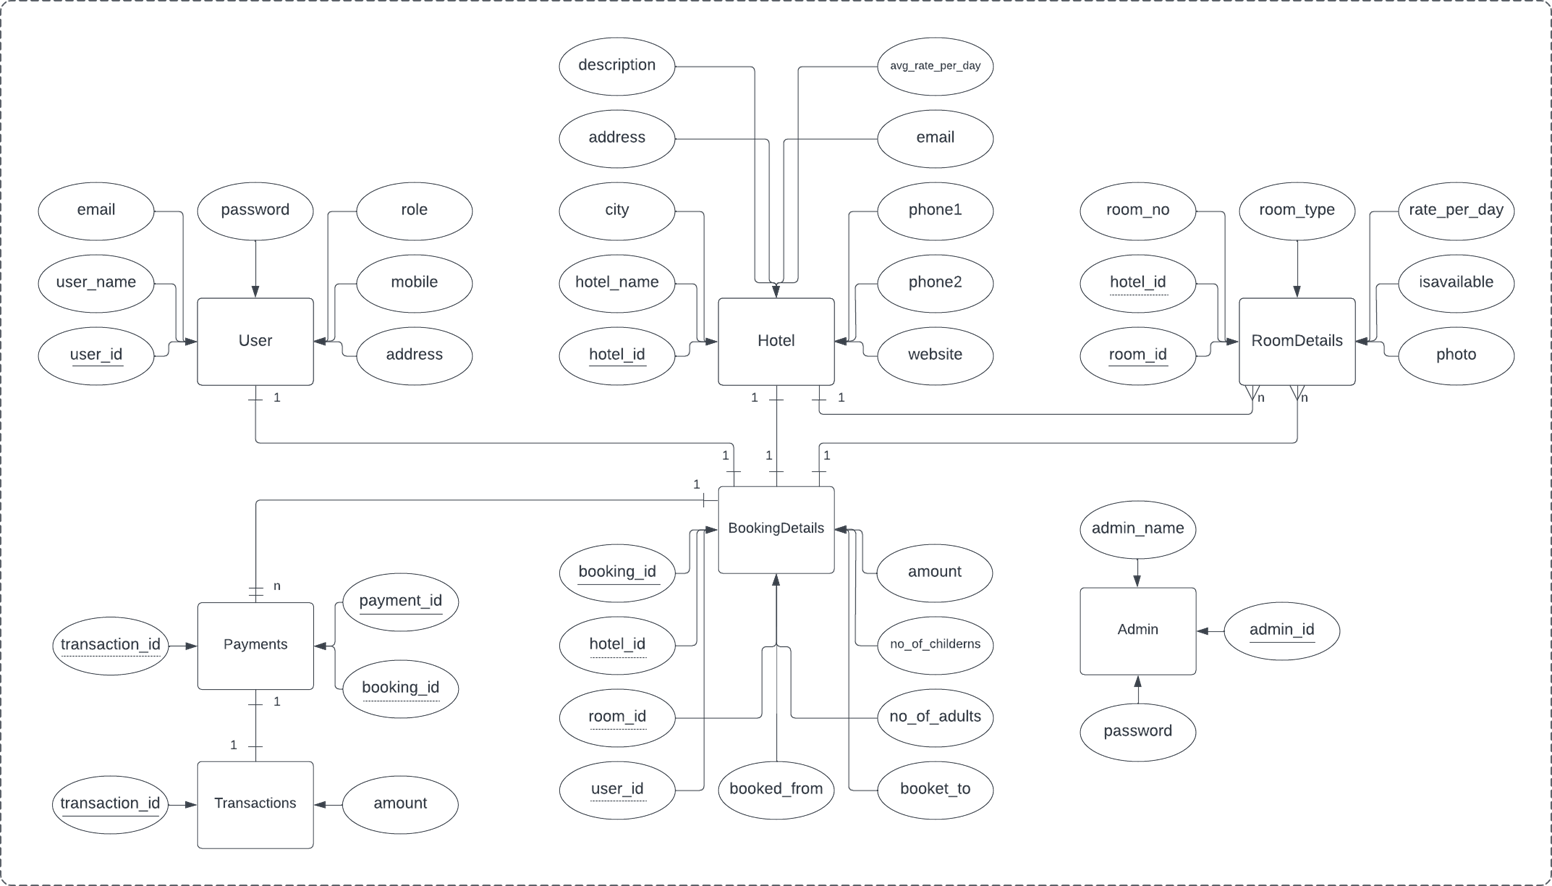 description
avg_rate_per_day
address
email
email
password
role
city
phone1
room_no
room_type
rate_per_day
user_name
mobile
hotel_name
phone2
hotel_id
isavailable
User
Hotel
RoomDetails
user_id
address
hotel_id
website
room_id
photo
1
1
1
n
n
1
1
1
1
BookingDetails
admin_name
booking_id
amount
n
payment_id
Admin
admin_id
transaction_id
Payments
hotel_id
no_of_childerns
booking_id
1
room_id
no_of_adults
password
1
user_id
booked_from
booket_to
transaction_id
Transactions
amount